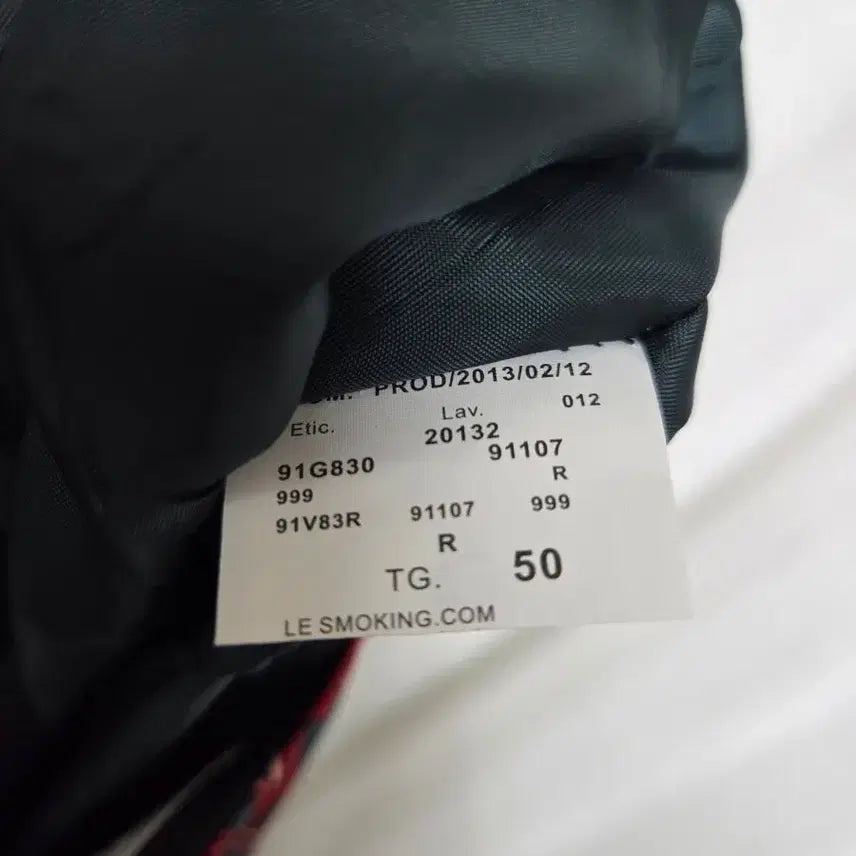 PROD/2013/02/12
Etic. Lav. 012
20132
91G830 91107
999 R
91V83R 91107 999
R
TG. 50
LE SMOKING.COM